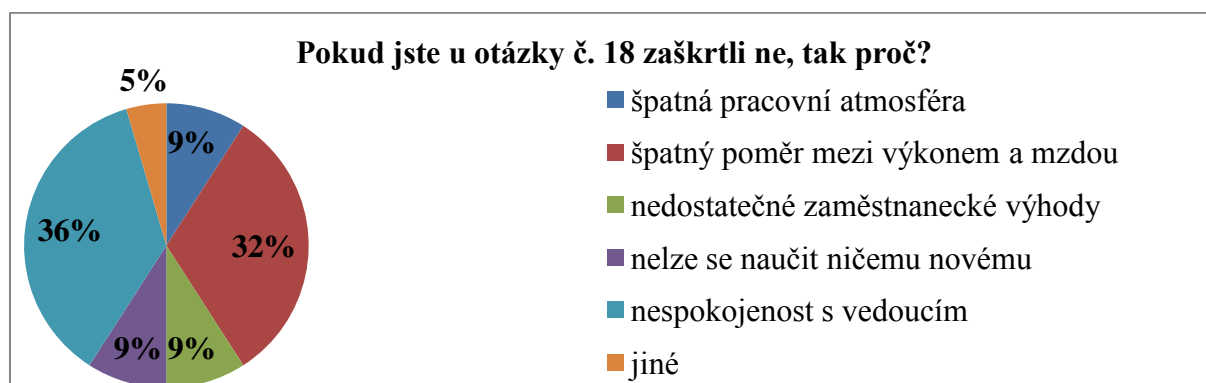 Pokud jste u otázky č. 18 zaškrtli ne, tak proč?
5%
9%
36%
32%
9%
9%
špatná pracovní atmosféra
špatný poměr mezi výkonem a mzdou
nedostatečné zaměstnanecké výhody
nelze se naučit ničemu novému
nespokojenost s vedoucím
jiné